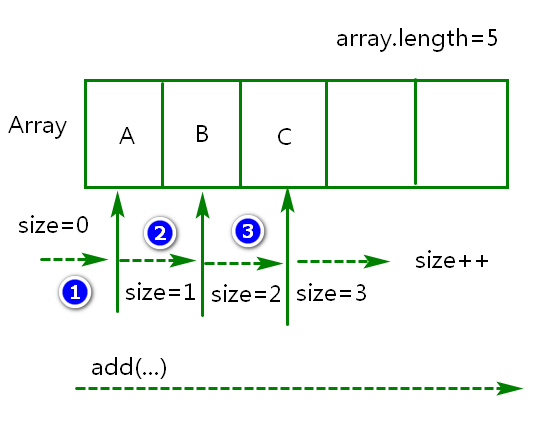 array.length=5
Array
A
B
C
size=0
2
3
size++
1
size=1
size=2
size=3
add(...)